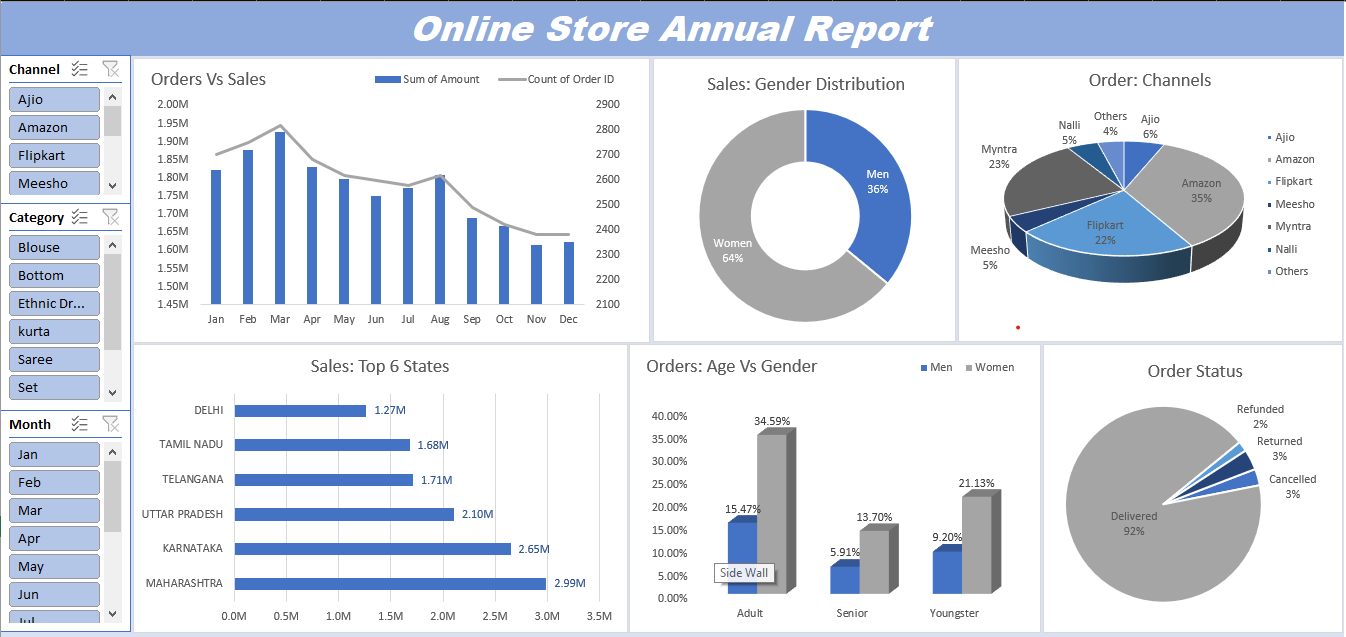 Online Store Annual Report
Channel
Ajio
Amazon
Flipkart
Meesho
Category
Blouse
Bottom
Ethnic Dr...
kurta
Saree
Set
Month
Jan
Feb
Mar
Apr
May
Jun
Jul
Orders Vs Sales
Sum of Amount
Count of Order ID
2.00M
1.95M
1.90M
1.85M
1.80M
1.75M
1.70M
1.65M
1.60M
1.55M
1.50M
1.45M
2900
2800
2700
2600
2500
2400
2300
2200
2100
Jan Feb Mar Apr May Jun Jul Aug Sep Oct Nov Dec
Sales: Gender Distribution
Men
36%
Women
64%
Order: Channels
Others
4%
Ajio
6%
Nalli
5%
Myntra
23%
Amazon
35%
Flipkart
22%
Meesho
5%
Ajio
Amazon
Flipkart
Meesho
Myntra
Nalli
Others
Sales: Top 6 States
DELHI 1.27M
TAMIL NADU 1.68M
TELANGANA 1.71M
UTTAR PRADESH 2.10M
KARNATAKA 2.65M
MAHARASHTRA 2.99M
0.0M 0.5M 1.0M 1.5M 2.0M 2.5M 3.0M 3.5M
Orders: Age Vs Gender
Men Women
40.00%
35.00%
30.00%
25.00%
20.00%
15.00%
10.00%
5.00%
0.00%
34.59%
15.47%
13.70%
5.91%
21.13%
9.20%
Side Wall
Adult Senior Youngster
Order Status
Refunded
2%
Returned
3%
Cancelled
3%
Delivered
92%